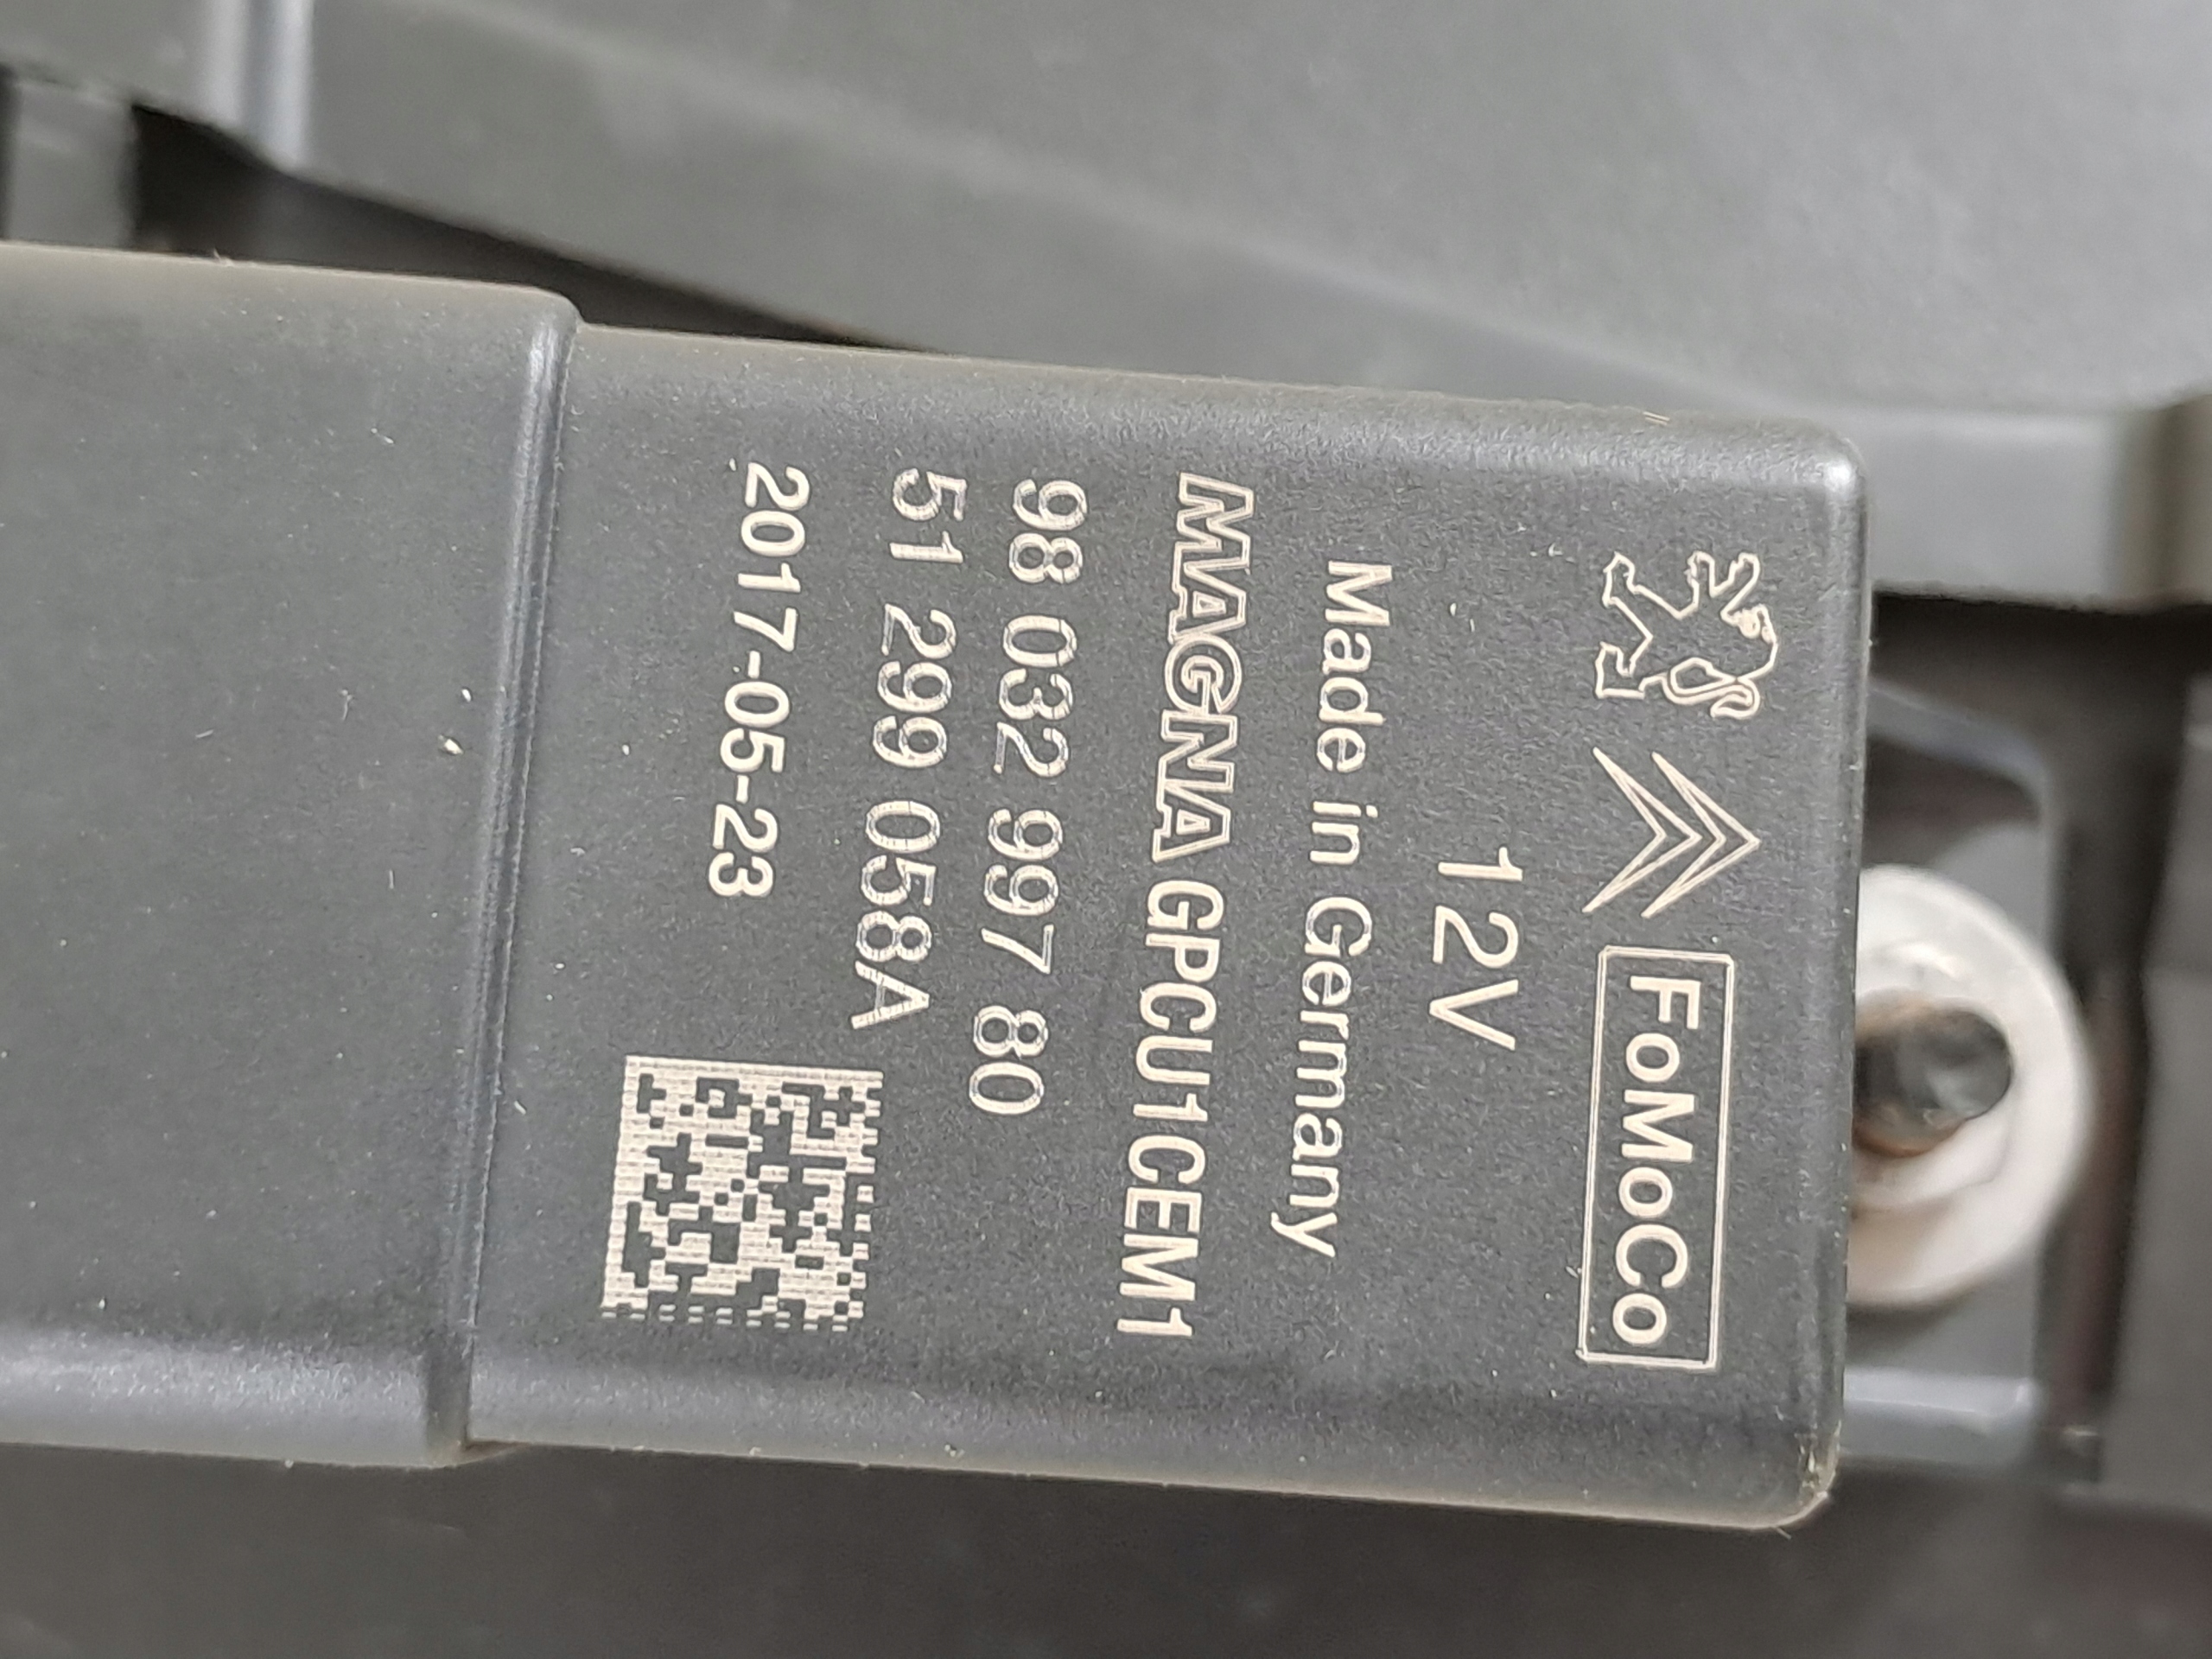 FoMoCo
12V
Made in Germany
MAGNA GPCU1CEM1
98 032 997 80
51 299 058A
2017-05-23